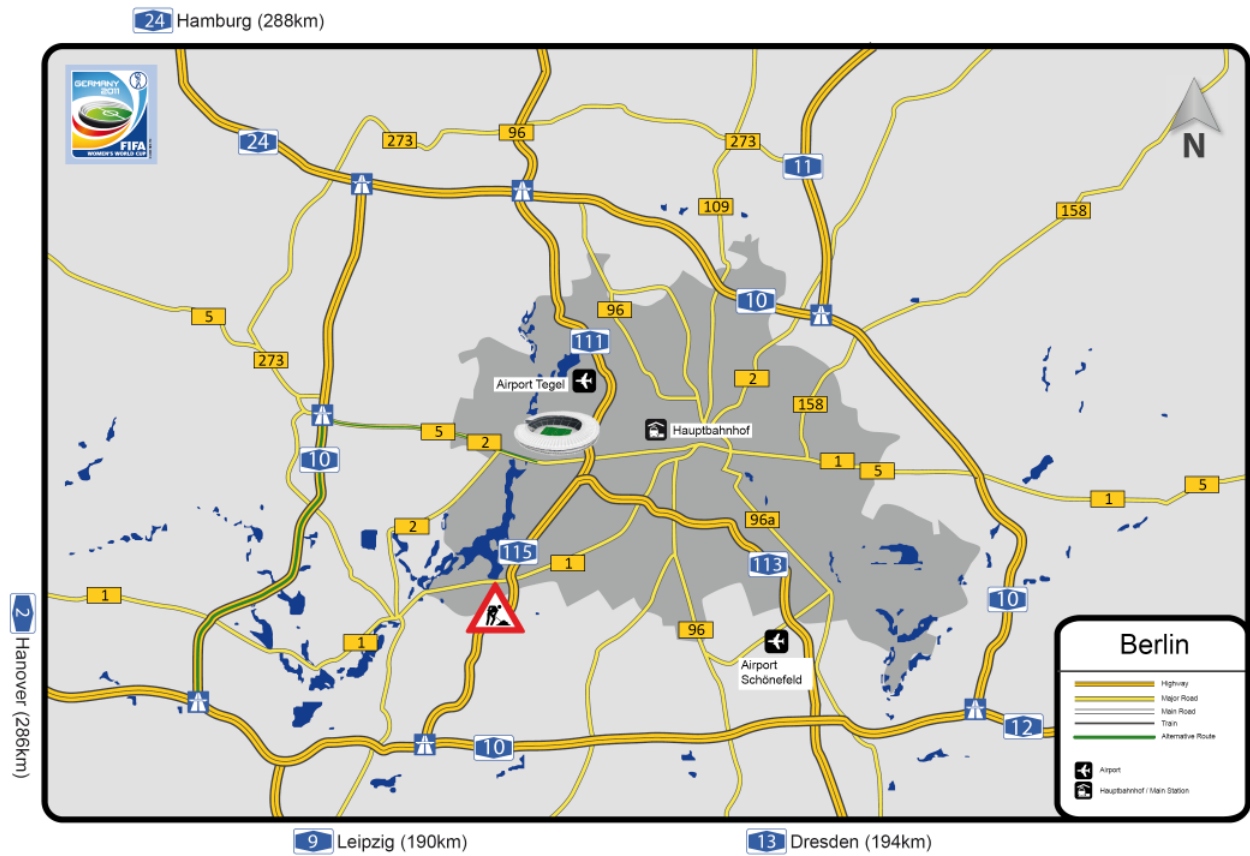 24 Hamburg (288km)
GERMANY
2011
FIFA
WOMEN'S WORLD CUP
N
24
273
96
273
11
109
158
10
5
96
111
273
Airport Tegel
2
158
5
2
Hauptbahnhof
10
1
5
1
5
2
96a
115
1
113
1
10
96
1
Airport
Schönefeld
10
12
2 Hanover (286km)
Berlin
Highway
Major Road
Main Road
Train
Alternative Route
Airport
Hauptbahnhof / Main Station
9 Leipzig (190km)
13 Dresden (194km)